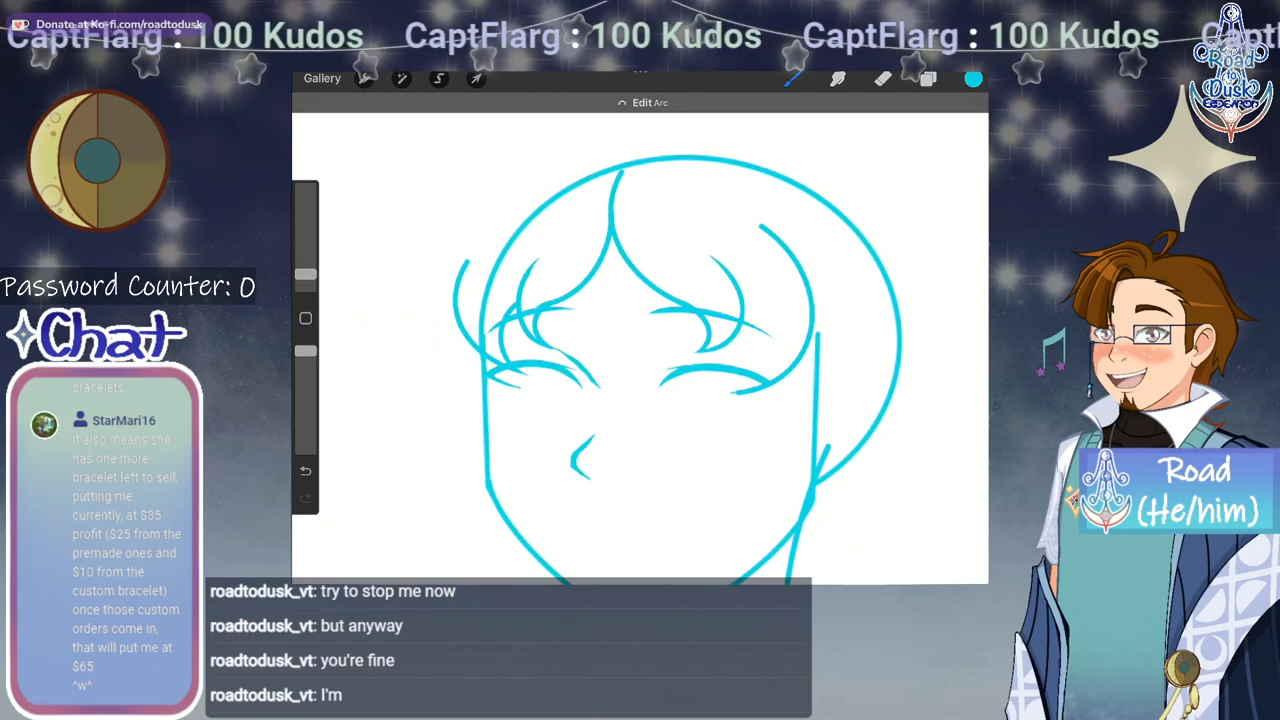 Donate at Ko-fi.com/roadtodusk
CaptFlarg : 100 Kudos CaptFlarg : 100 Kudos CaptFlarg : 100 Kudos
Road
to
Dusk
Gallery
Edit Arc
Password Counter: 0
Chat
bracelets
StarMari16
it also means she
has one more
bracelet left to sell,
putting me,
currently, at $35
profit ($25 from the
premade ones and
$10 from the
custom bracelet)
once those custom
orders come in,
that will put me at
$65
^w^
Road
(He/him)
roadtodusk_vt: try to stop me now
roadtodusk_vt: but anyway
roadtodusk_vt: you're fine
roadtodusk_vt: I'm